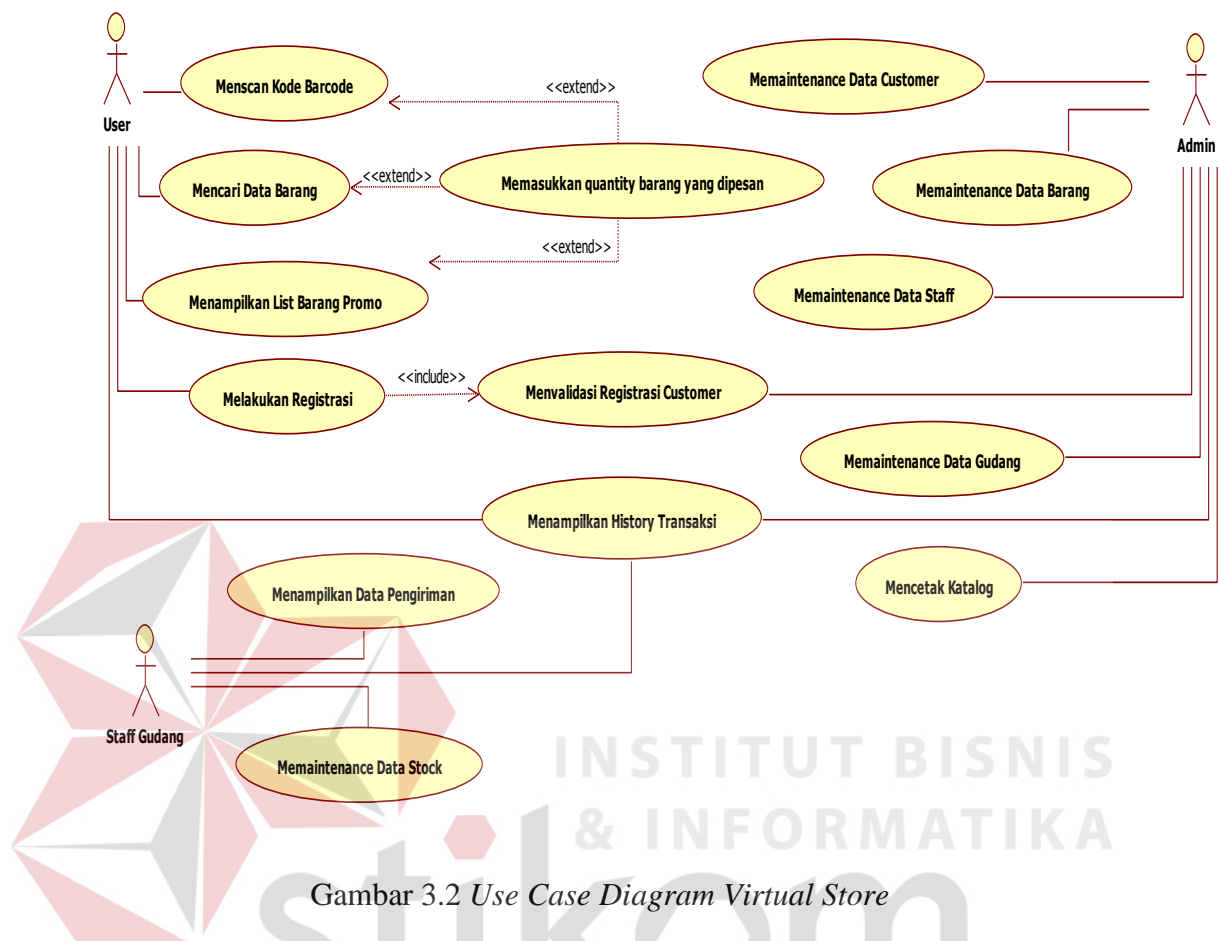 Menscan Kode Barcode
<<extend>>
Memaintenance Data Customer
User
Admin
Mencari Data Barang
<<extend>>
Memasukkan quantity barang yang dipesan
Memaintenance Data Barang
<<extend>>
Menampilkan List Barang Promo
Memaintenance Data Staff
Melakukan Registrasi
<<include>>
Menvalidasi Registrasi Customer
Memaintenance Data Gudang
Menampilkan History Transaksi
Menampilkan Data Pengiriman
Mencetak Katalog
Staff Gudang
Memaintenance Data Stock
INSTITUT BISNIS
& INFORMATIKA
stikom
Gambar 3.2 Use Case Diagram Virtual Store